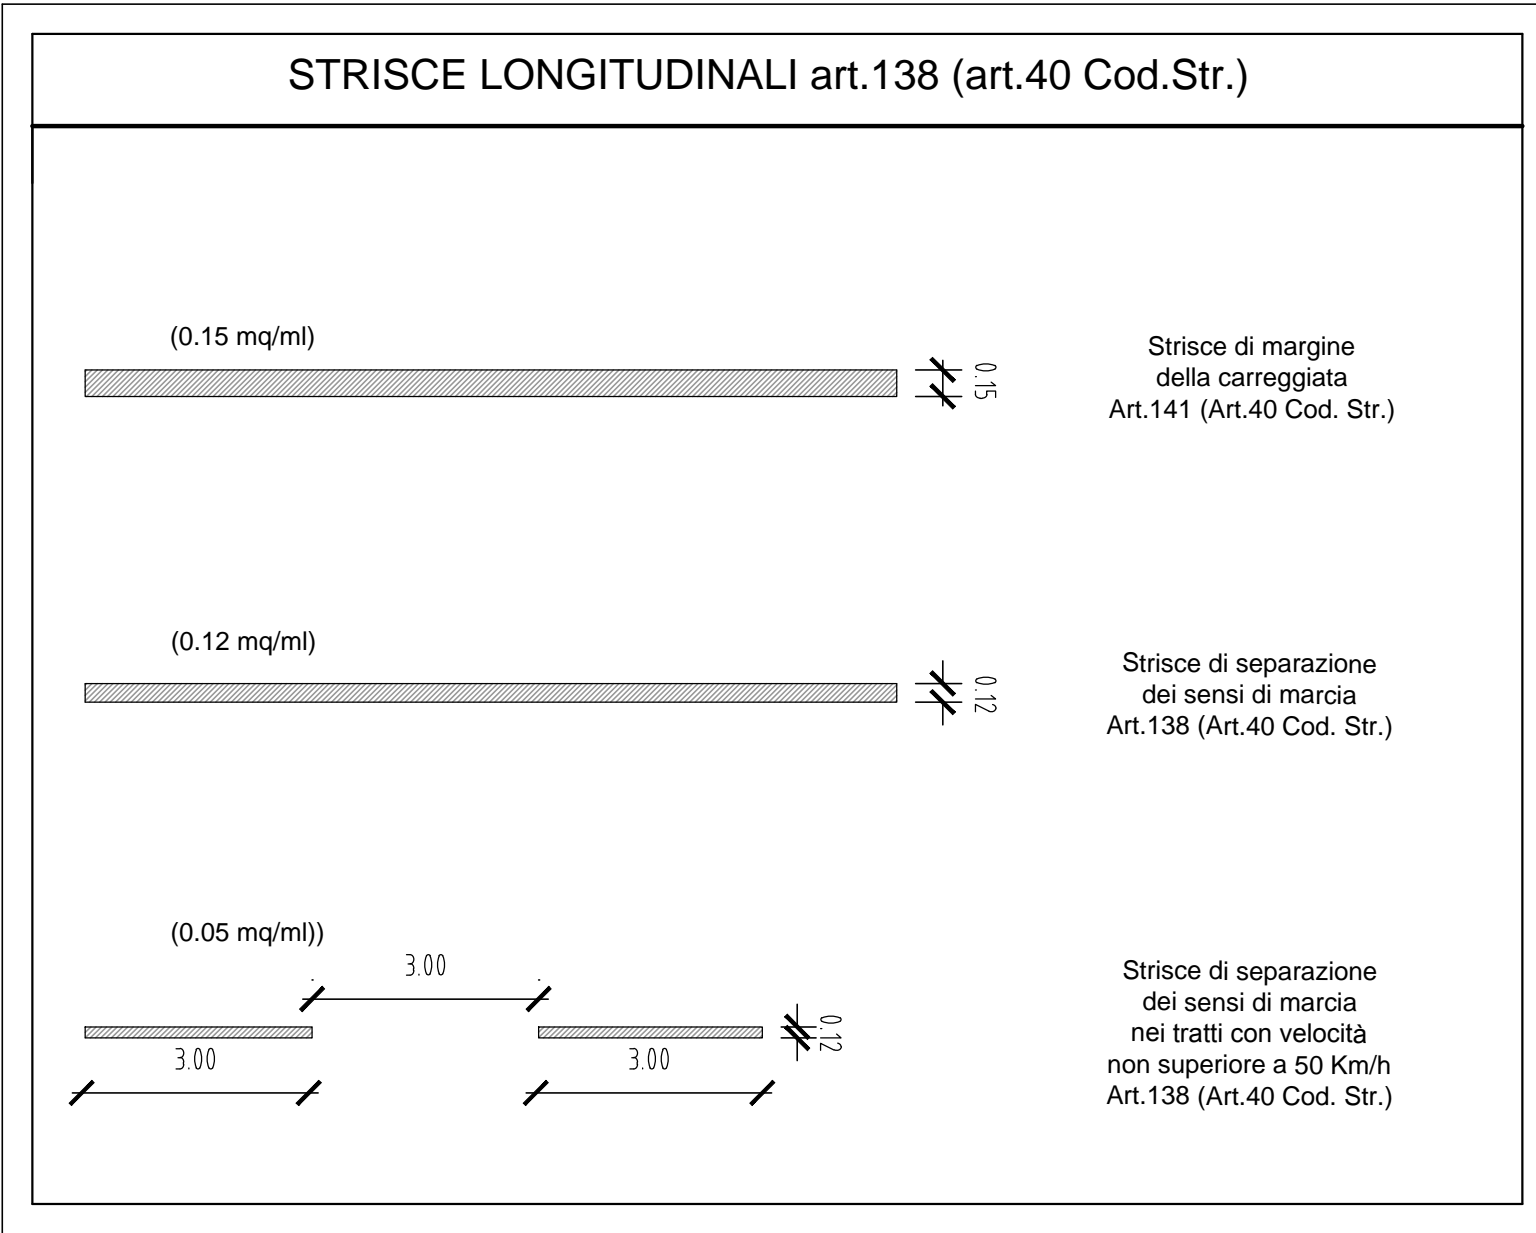 STRISCE LONGITUDINALI art.138 (art.40 Cod.Str.)
(0.15 mq/ml)
0.15
Strisce di margine
della carreggiata
Art.141 (Art.40 Cod. Str.)
(0.12 mq/ml)
0.12
Strisce di separazione
dei sensi di marcia
Art.138 (Art.40 Cod. Str.)
(0.05 mq/ml))
3.00
3.00
3.00
0.12
Strisce di separazione
dei sensi di marcia
nei tratti con velocità
non superiore a 50 Km/h
Art.138 (Art.40 Cod. Str.)